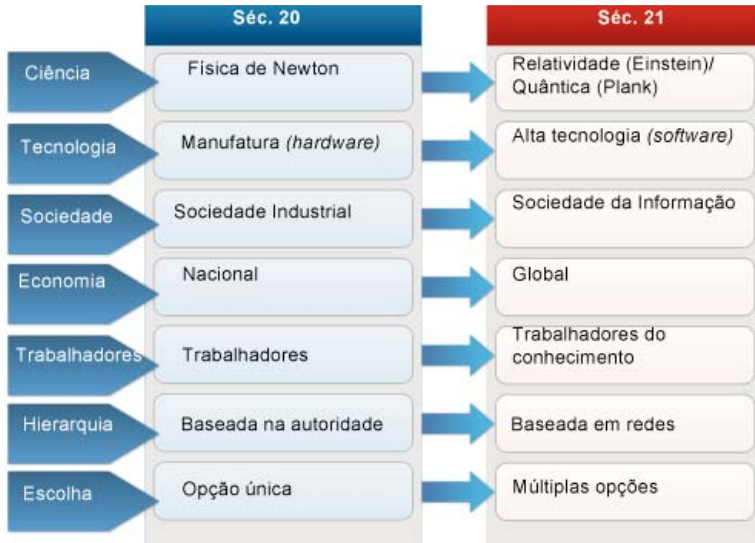 Séc. 20
Séc. 21
Ciência
Física de Newton
Relatividade (Einstein)/
Quântica (Plank)
Tecnologia
Manufatura (hardware)
Alta tecnologia (software)
Sociedade
Sociedade Industrial
Sociedade da Informação
Economia
Nacional
Global
Trabalhadores
Trabalhadores
Trabalhadores do
conhecimento
Hierarquia
Baseada na autoridade
Baseada em redes
Escolha
Opção única
Múltiplas opções